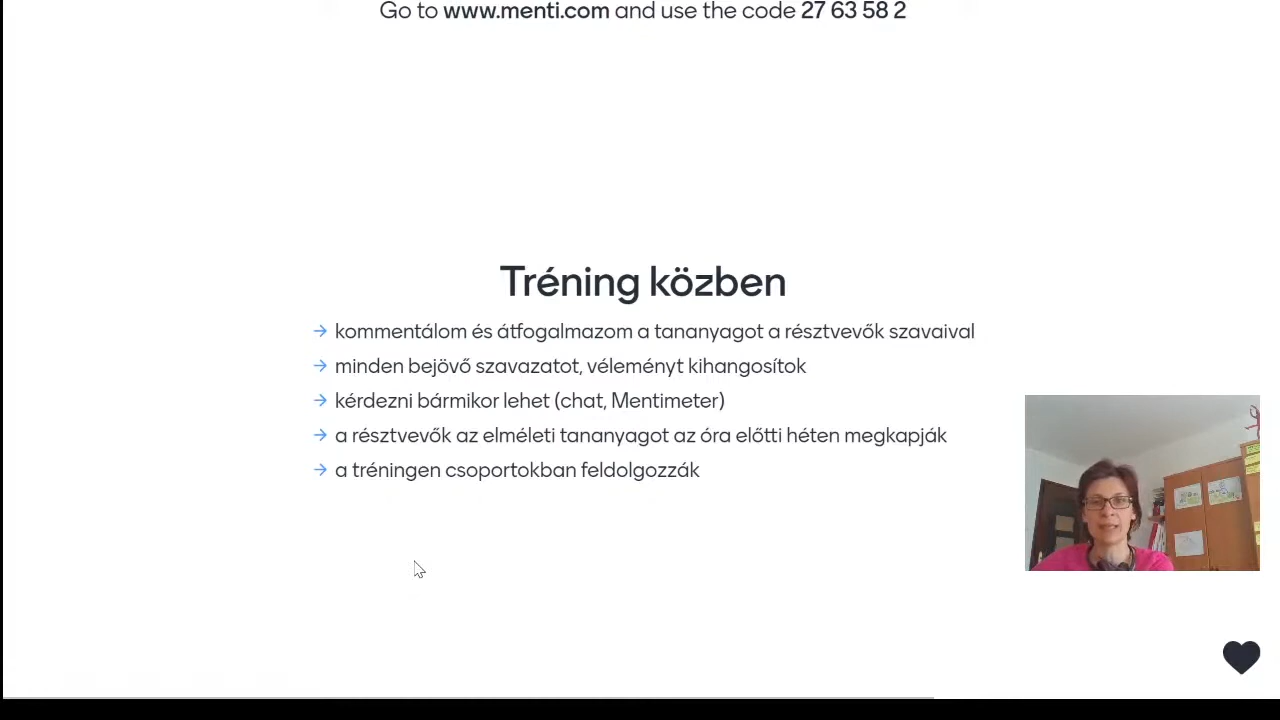 Go to www.menti.com and use the code 27 63 58 2
Tréning közben
→ kommentálom és átfogalmazom a tananyagot a résztvevők szavaival
→ minden bejövő szavazatot, véleményt kihangosítok
→ kérdezni bármikor lehet (chat, Mentimeter)
→ a résztvevők az elméleti tananyagot az óra előtti héten megkapják
→ a tréningen csoportokban feldolgozzák